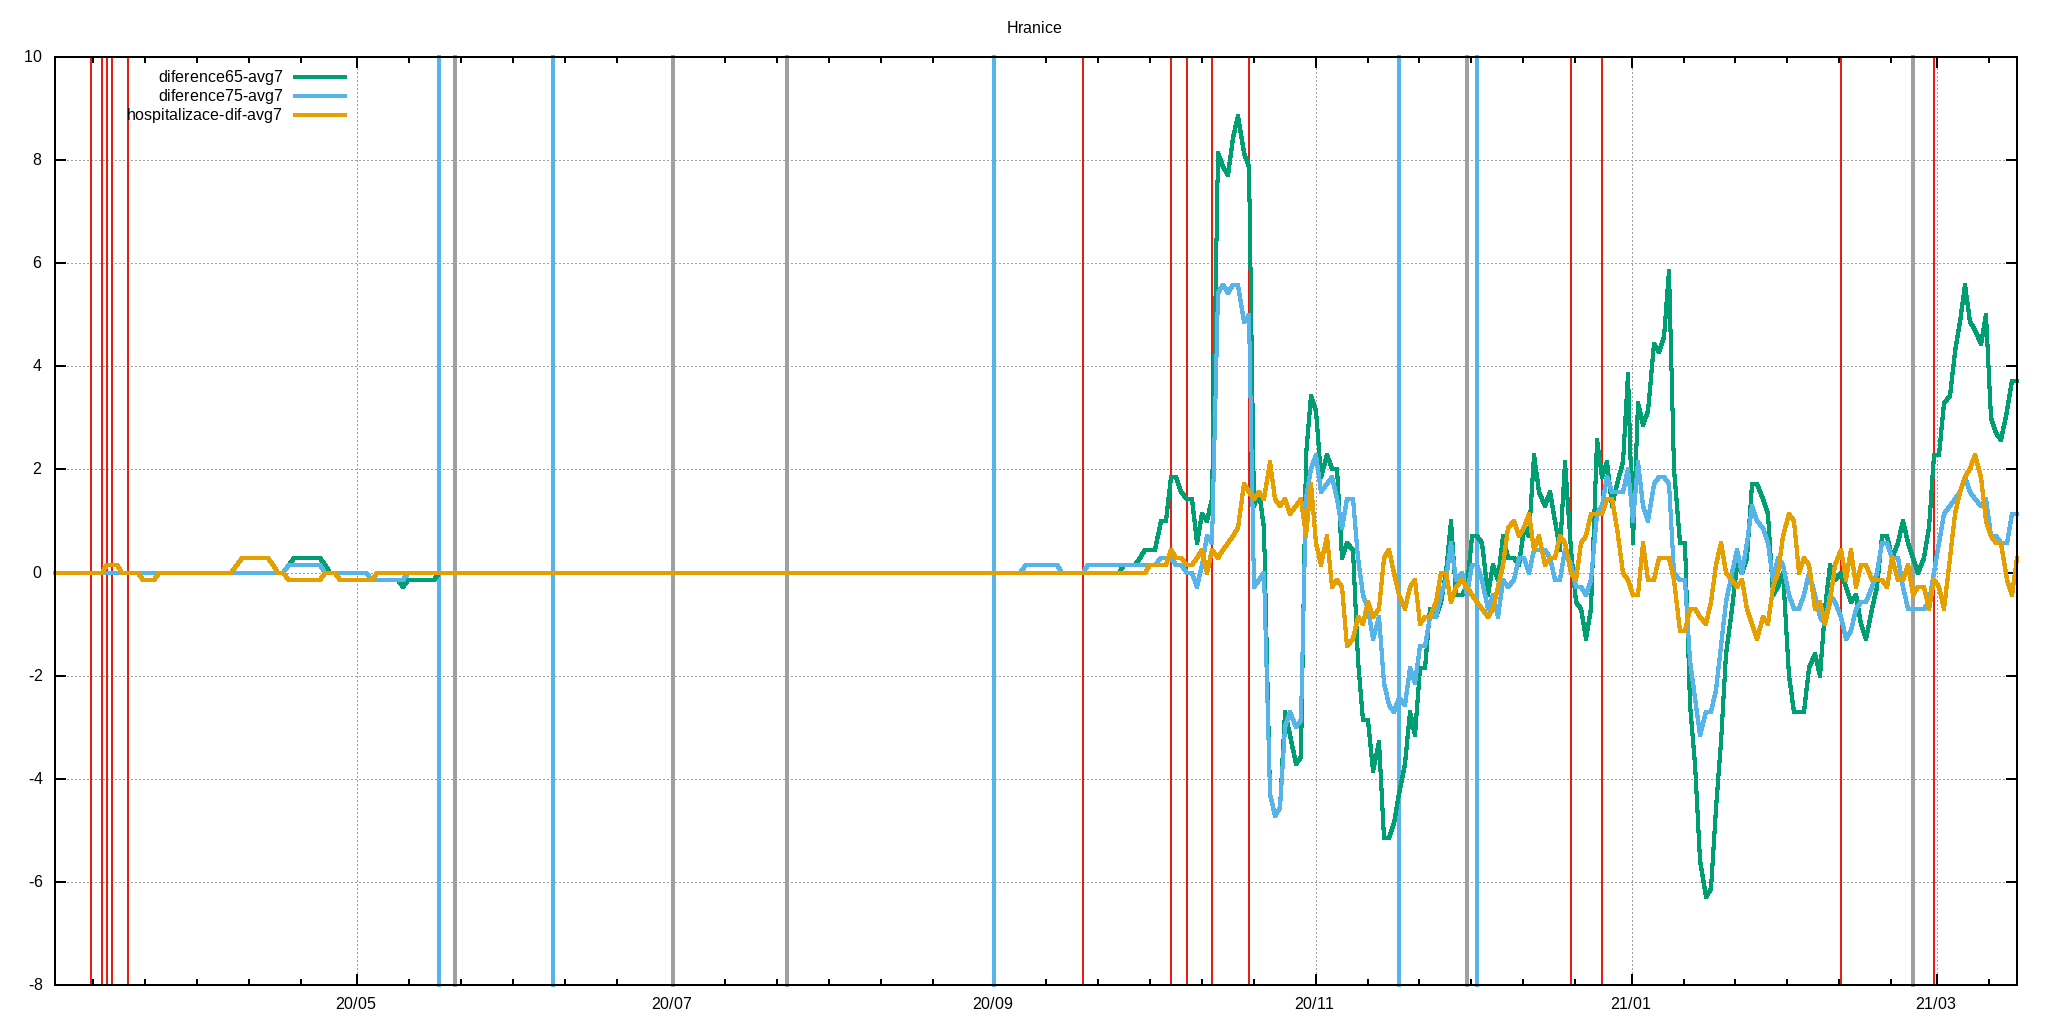 Hranice
10
diference65-avg7
diference75-avg7
hospitalizace-dif-avg7
8
6
4
2
0
-2
-4
-6
-8
20/05 20/07 20/09 20/11 21/01 21/03